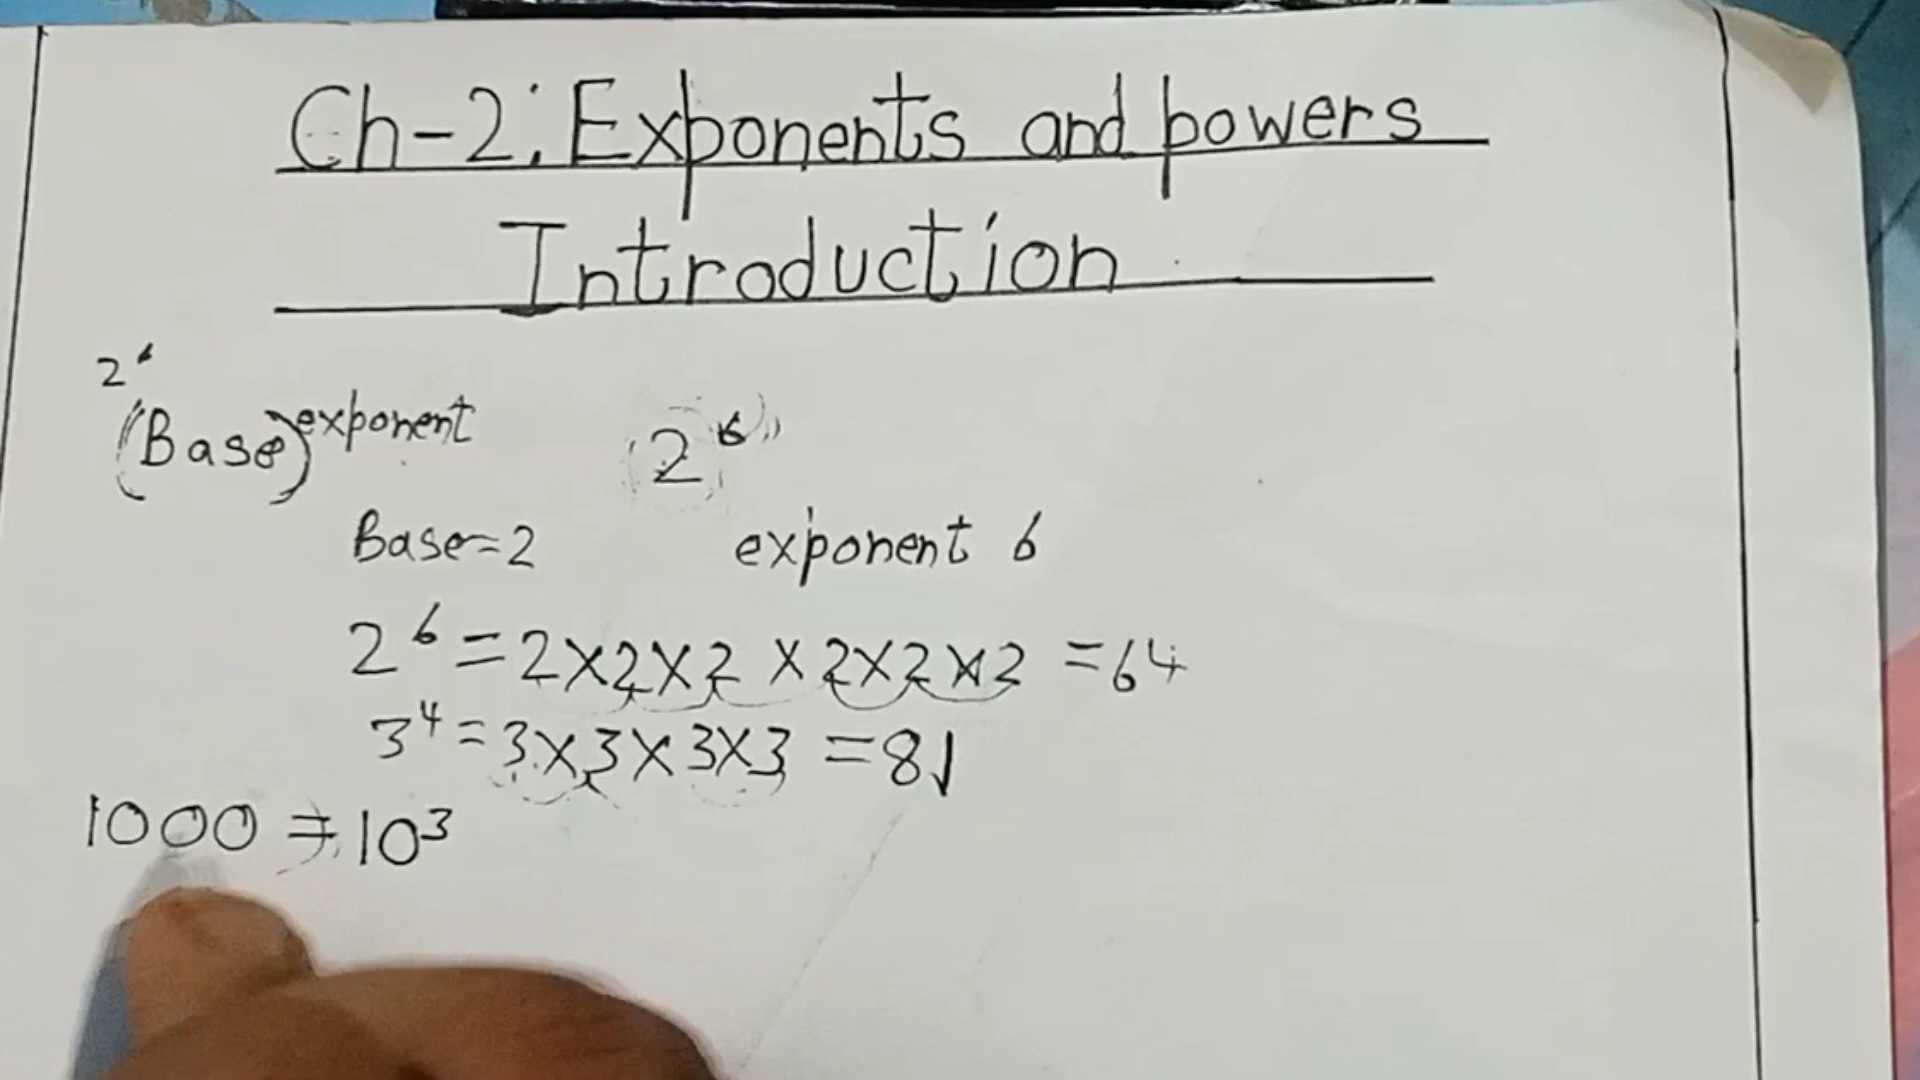 Ch-2: Exponents and powers
Introduction
2⁶
(Base)^exponent 2⁶
Base=2 exponent 6
2⁶ = 2×2×2 × 2×2×2 = 64
3⁴ = 3×3×3×3 = 81
1000 = 10³